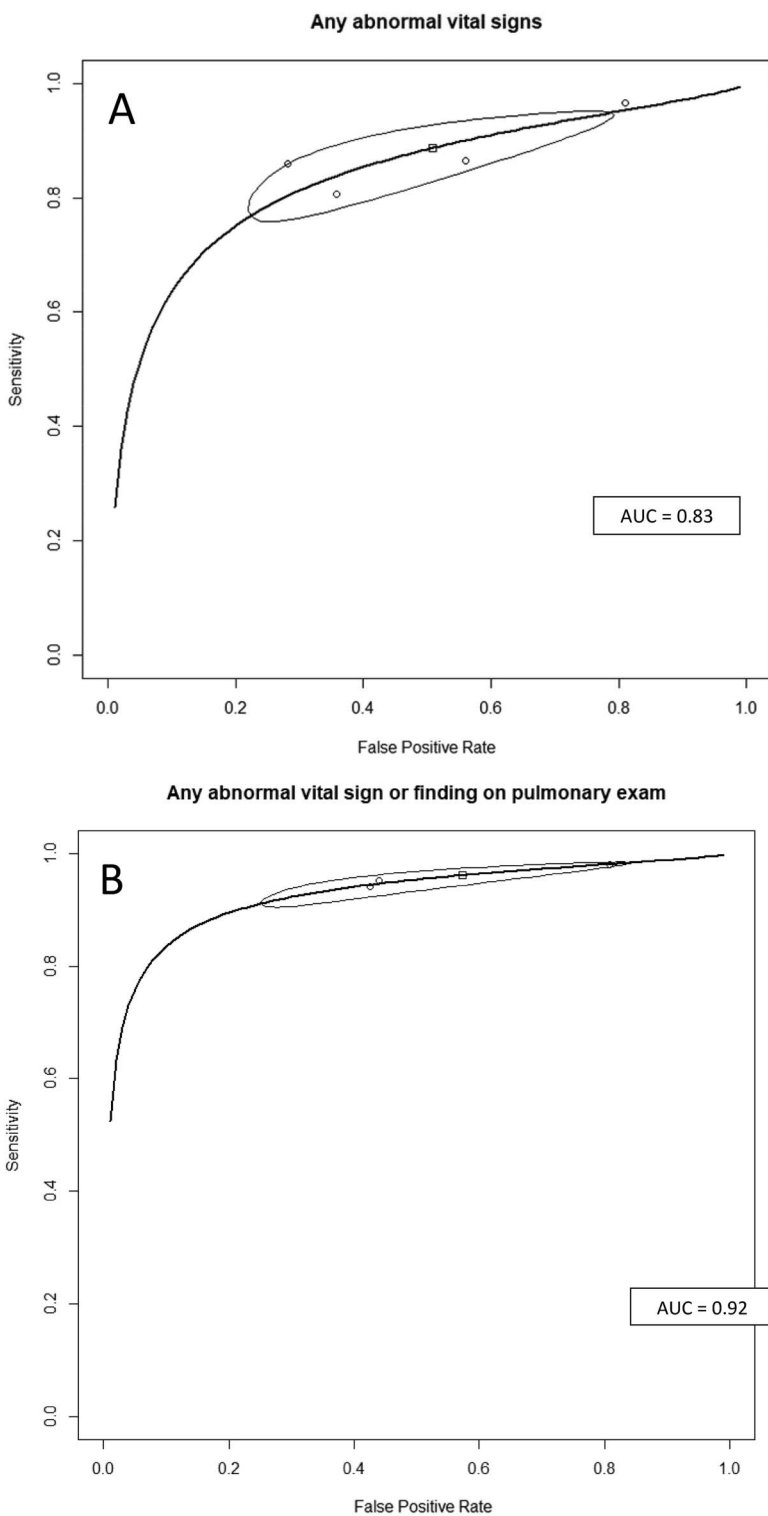 Any abnormal vital signs
A
1.0
0.8
0.6
0.4
0.2
0.0
Sensitivity
AUC = 0.83
0.0 0.2 0.4 0.6 0.8 1.0
False Positive Rate
Any abnormal vital sign or finding on pulmonary exam
B
1.0
0.8
0.6
0.4
0.2
0.0
Sensitivity
AUC = 0.92
0.0 0.2 0.4 0.6 0.8 1.0
False Positive Rate